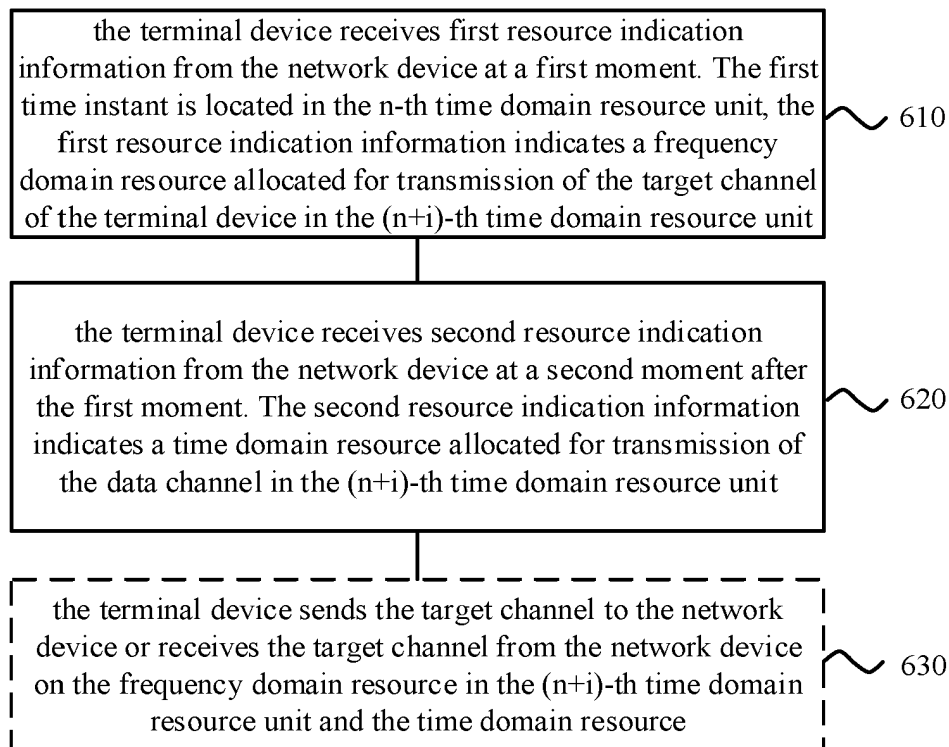 the terminal device receives first resource indication
information from the network device at a first moment. The first
time instant is located in the n-th time domain resource unit, the
first resource indication information indicates a frequency
domain resource allocated for transmission of the target channel
of the terminal device in the (n+i)-th time domain resource unit
610
the terminal device receives second resource indication
information from the network device at a second moment after
the first moment. The second resource indication information
indicates a time domain resource allocated for transmission of
the data channel in the (n+i)-th time domain resource unit
620
the terminal device sends the target channel to the network
device or receives the target channel from the network device
on the frequency domain resource in the (n+i)-th time domain
resource unit and the time domain resource
630